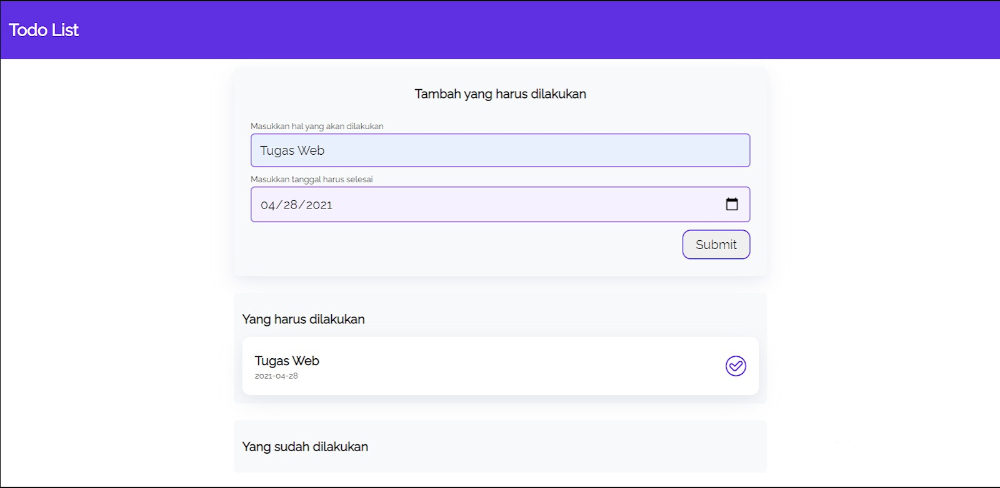 Todo List
Tambah yang harus dilakukan
Masukkan hal yang akan dilakukan
Tugas Web
Masukkan tanggal harus selesai
04/28/2021
Submit
Yang harus dilakukan
Tugas Web
2021-04-28
Yang sudah dilakukan